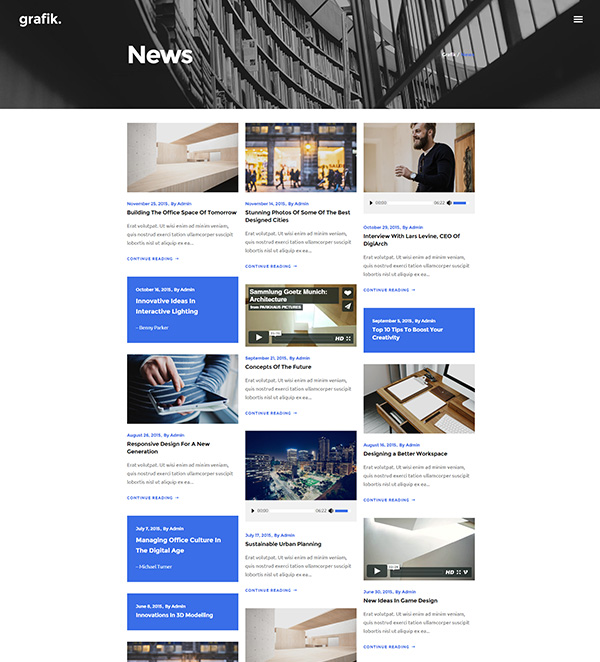 grafik.
News
Grafik /
November 25, 2015, By Admin
Building The Office Space Of Tomorrow
Erat volutpat. Ut wisi enim ad minim veniam,
quis nostrud exerci tation ullamcorper suscipit
lobortis nisl ut aliquip ex ea...
CONTINUE READING →
October 16, 2015, By Admin
Innovative Ideas In
Interactive Lighting
– Benny Parker
August 26, 2015, By Admin
Responsive Design For A New
Generation
Erat volutpat. Ut wisi enim ad minim veniam,
quis nostrud exerci tation ullamcorper suscipit
lobortis nisl ut aliquip ex ea...
CONTINUE READING →
July 7, 2015, By Admin
Managing Office Culture In
The Digital Age
– Michael Turner
June 6, 2015, By Admin
Innovations In 3D Modelling
November 14, 2015, By Admin
Stunning Photos Of Some Of The Best
Designed Cities
Erat volutpat. Ut wisi enim ad minim veniam,
quis nostrud exerci tation ullamcorper suscipit
lobortis nisl ut aliquip ex ea...
CONTINUE READING →
Sammlung Goetz Munich:
Architecture
from PARKHAUS PICTURES
HD
September 21, 2015, By Admin
Concepts Of The Future
Erat volutpat. Ut wisi enim ad minim veniam,
quis nostrud exerci tation ullamcorper suscipit
lobortis nisl ut aliquip ex ea...
CONTINUE READING →
00:00 06:22
July 17, 2015, By Admin
Sustainable Urban Planning
Erat volutpat. Ut wisi enim ad minim veniam,
quis nostrud exerci tation ullamcorper suscipit
lobortis nisl ut aliquip ex ea...
CONTINUE READING →
00:00 06:22
October 29, 2015, By Admin
Interview With Lars Levine, CEO Of
DigiArch
Erat volutpat. Ut wisi enim ad minim veniam,
quis nostrud exerci tation ullamcorper suscipit
lobortis nisl ut aliquip ex ea...
CONTINUE READING →
September 5, 2015, By Admin
Top 10 Tips To Boost Your
Creativity
August 16, 2015, By Admin
Designing a Better Workspace
Erat volutpat. Ut wisi enim ad minim veniam,
quis nostrud exerci tation ullamcorper suscipit
lobortis nisl ut aliquip ex ea...
CONTINUE READING →
HD
June 30, 2015, By Admin
New Ideas In Game Design
Erat volutpat. Ut wisi enim ad minim veniam,
quis nostrud exerci tation ullamcorper suscipit
lobortis nisl ut aliquip ex ea...
CONTINUE READING →